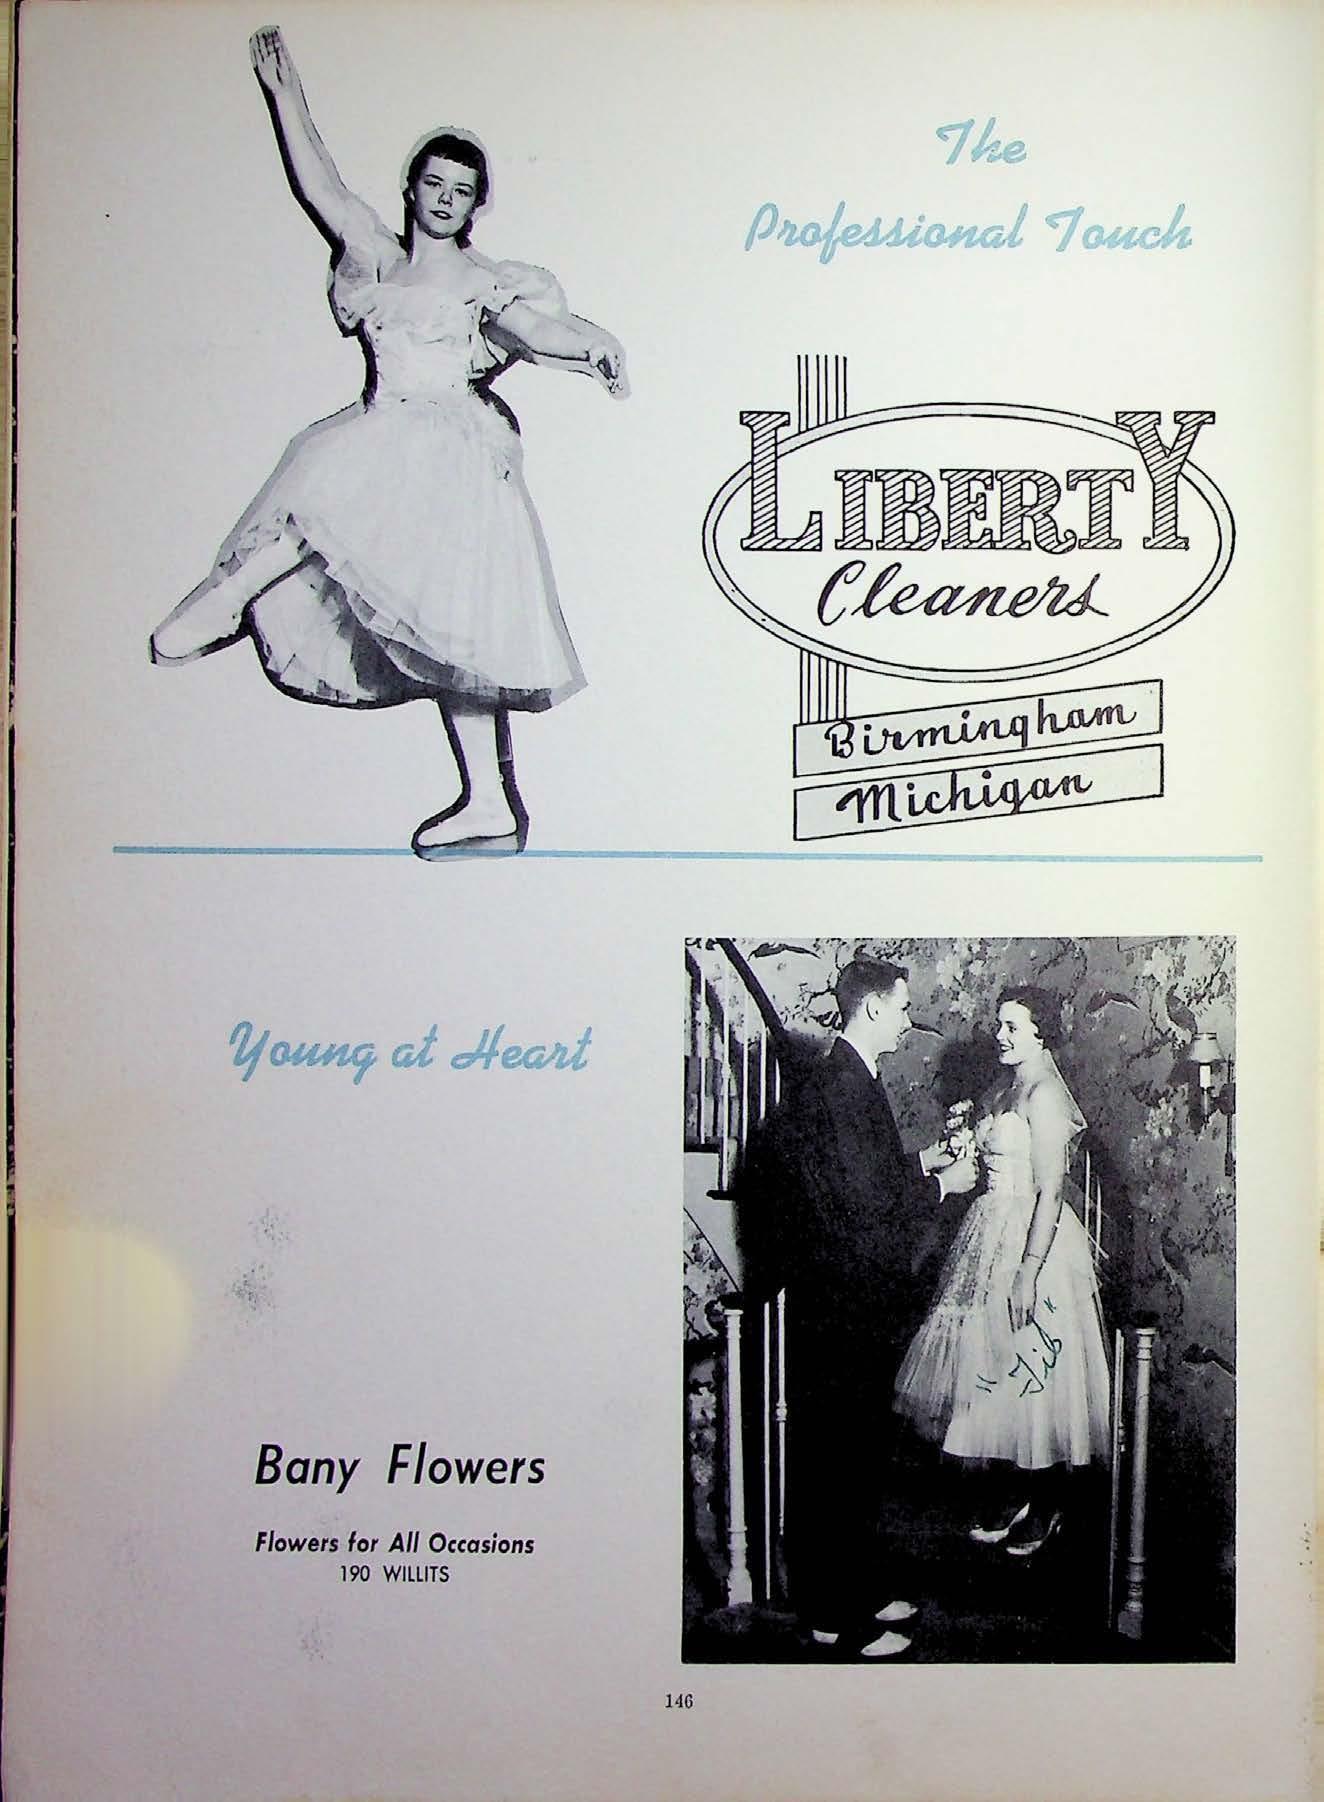 The
Professional Touch
LIBERTY
Cleaners
Birmingham
Michigan
Young at Heart
Bany Flowers
Flowers for All Occasions
190 WILLITS
"Tib"
146